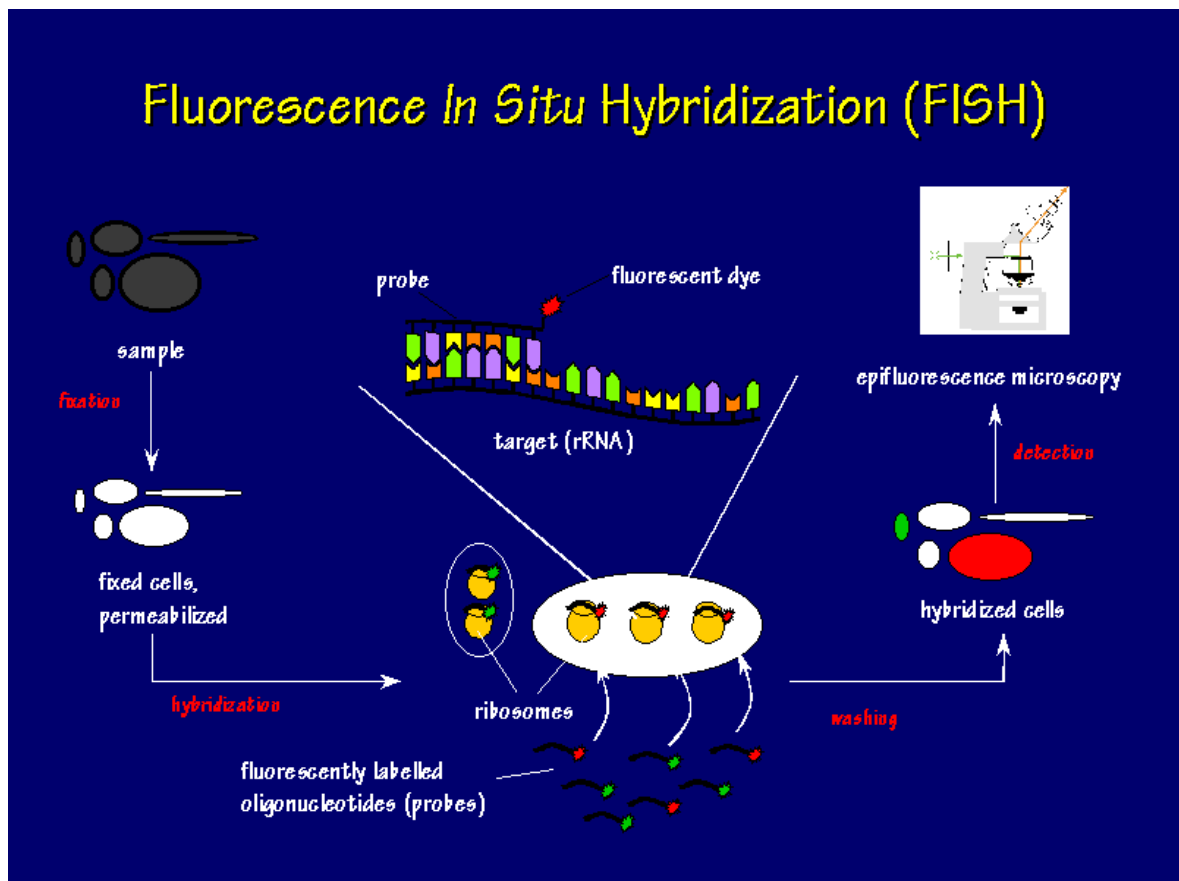 Fluorescence In Situ Hybridization (FISH)
sample
fixation
fixed cells,
permeabilized
hybridization
probe
fluorescent dye
target (rRNA)
ribosomes
fluorescently labelled
oligonucleotides (probes)
washing
hybridized cells
detection
epifluorescence microscopy